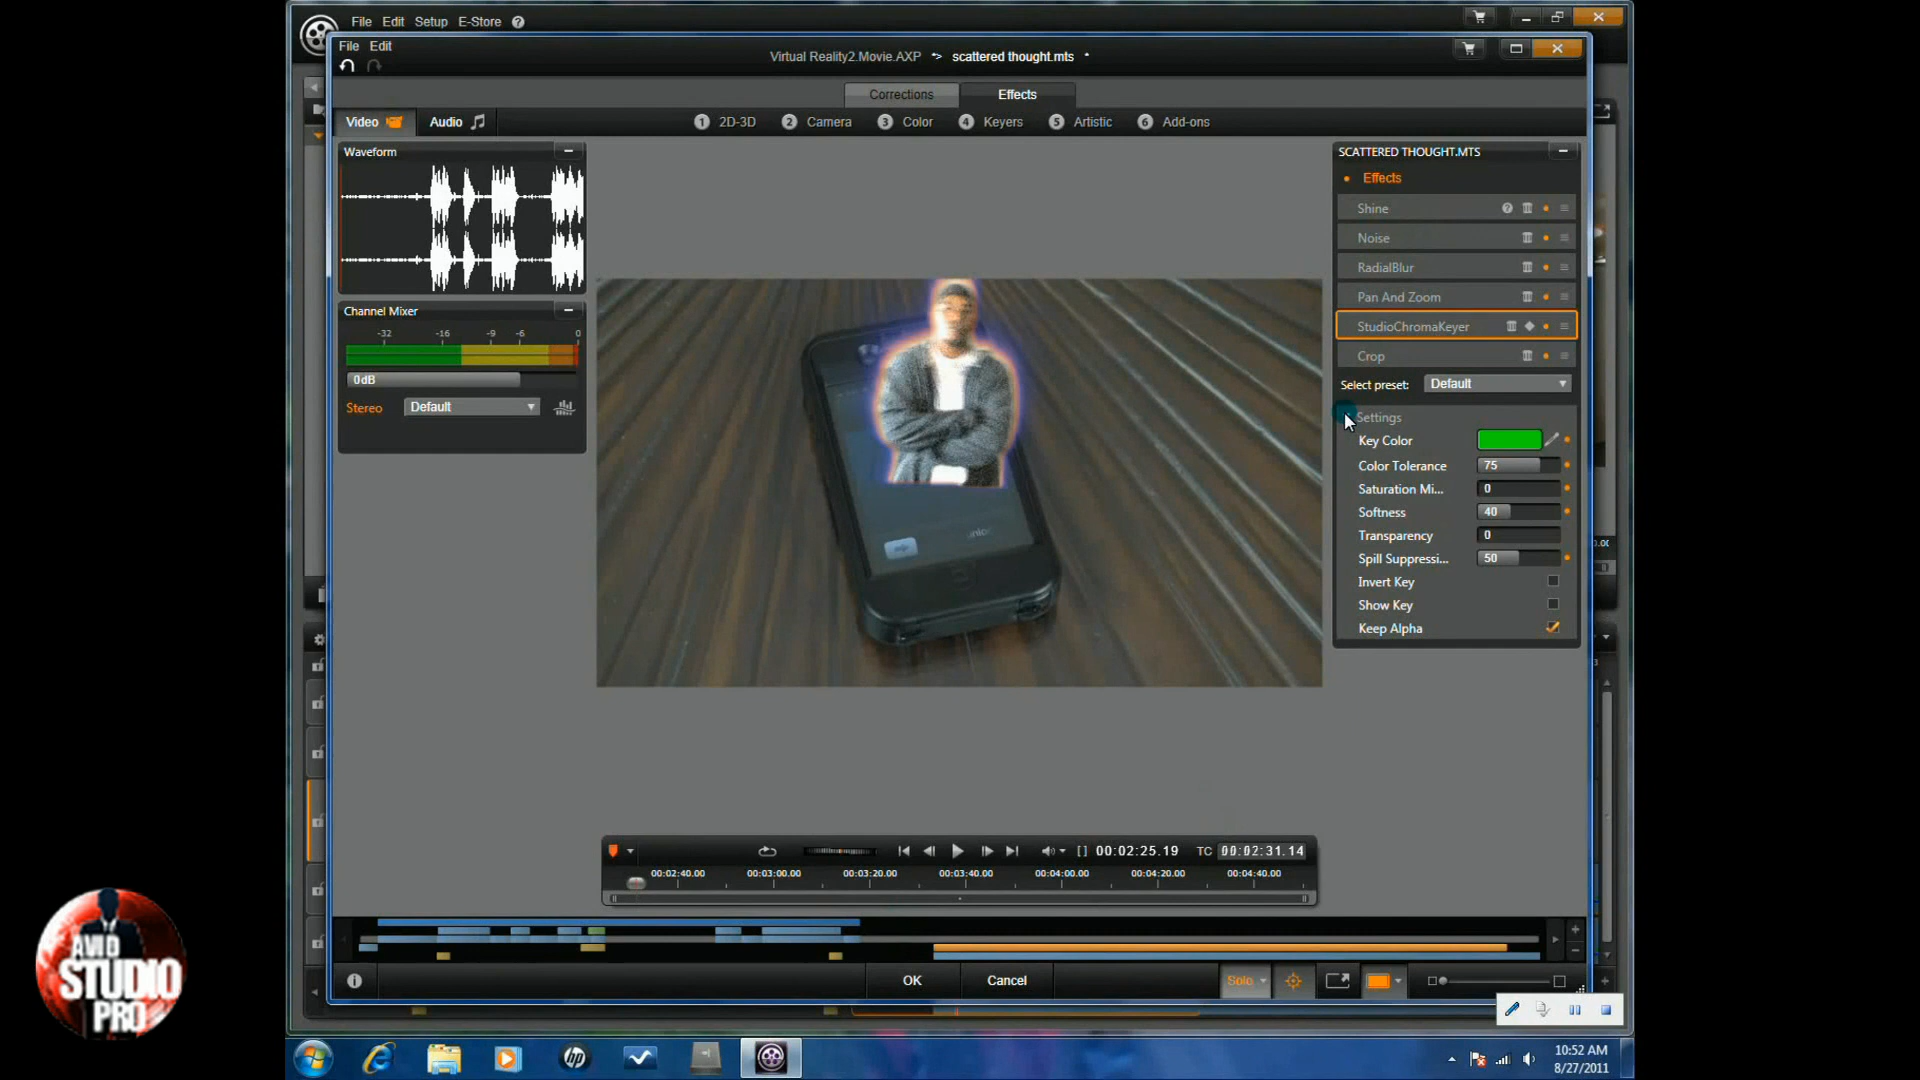 File Edit Setup E-Store ?
File Edit
Virtual Reality2.Movie.AXP scattered thought.mts
Corrections Effects
Video Audio
1 2D-3D 2 Camera 3 Color 4 Keyers 5 Artistic 6 Add-ons
Waveform
Channel Mixer
-32 -16 -9 -6 0
0dB
Stereo Default
SCATTERED THOUGHT.MTS
Effects
Shine
Noise
RadialBlur
Pan And Zoom
StudioChromaKeyer
Crop
Select preset: Default
Settings
Key Color
Color Tolerance 75
Saturation Mi... 0
Softness 40
Transparency 0
Spill Suppressi... 50
Invert Key
Show Key
Keep Alpha
[] 00:02:25.19 TC 00:02:31.14
00:02:40.00 00:03:00.00 00:03:20.00 00:03:40.00 00:04:00.00 00:04:20.00 00:04:40.00
OK Cancel
Solo
AVID
STUDIO
PRO
hp
10:52 AM
8/27/2011